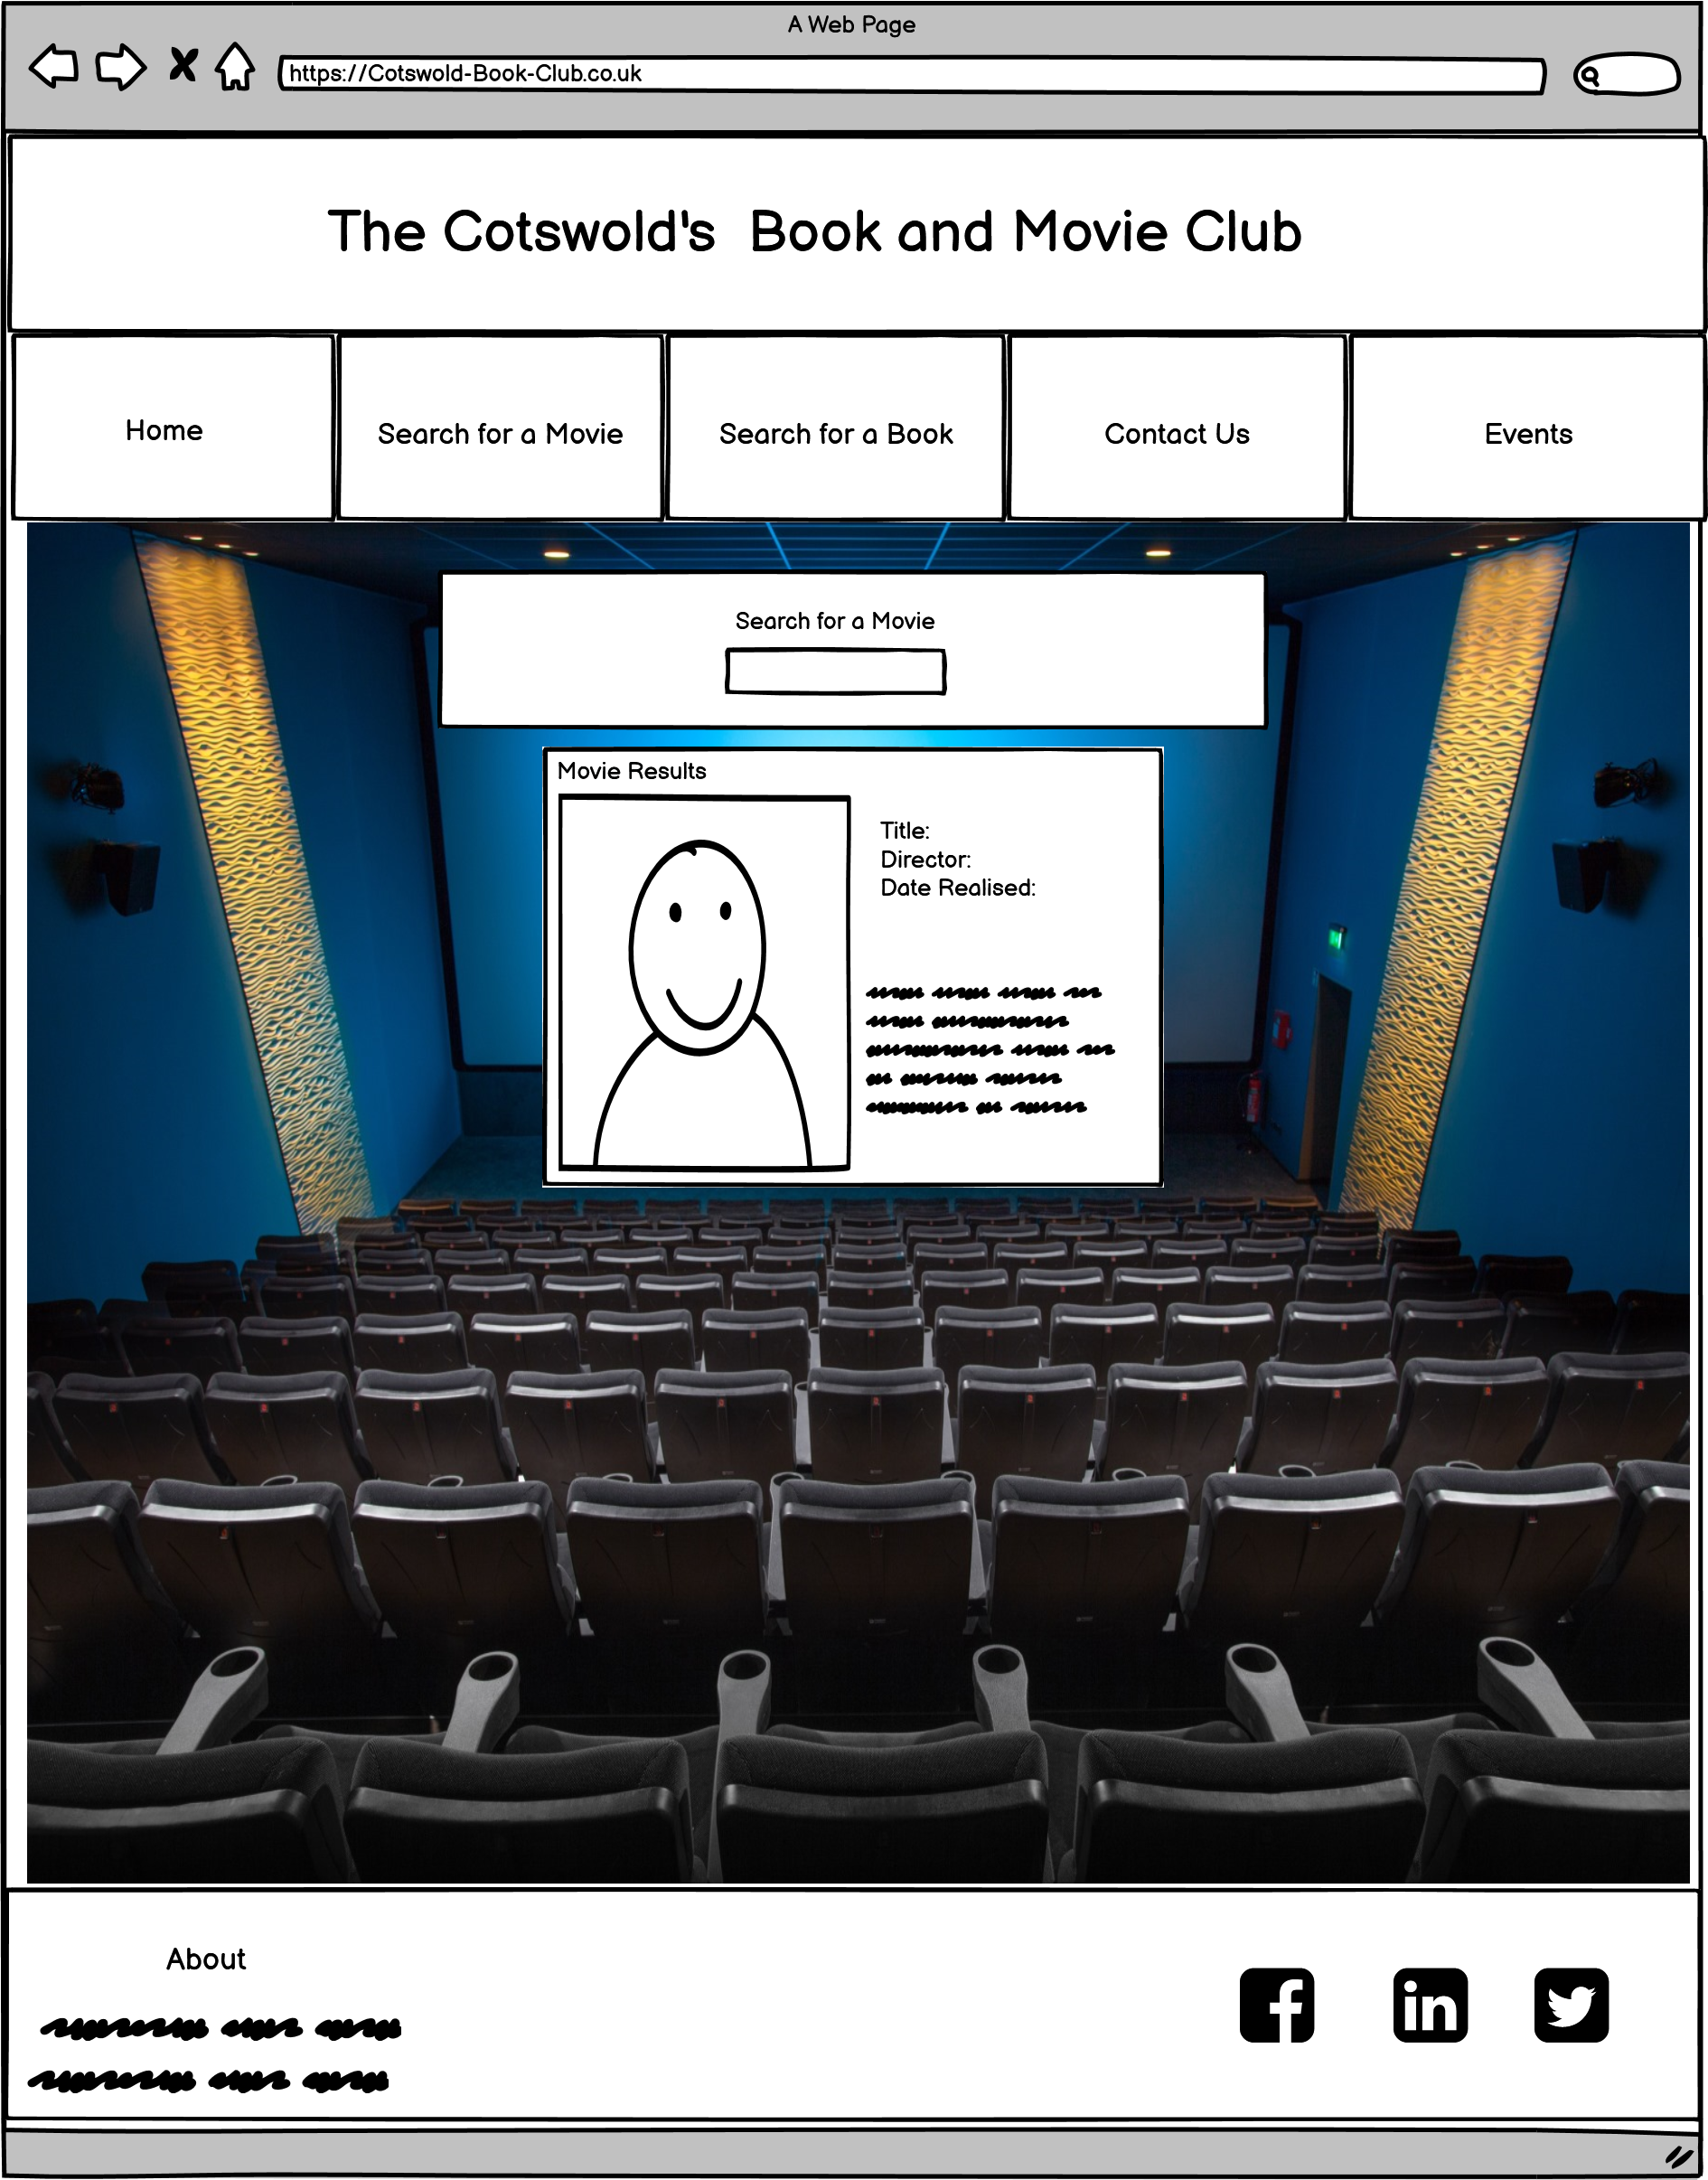 A Web Page
https://Cotswold-Book-Club.co.uk
The Cotswold's  Book and Movie Club
Home
Search for a Movie
Search for a Book
Contact Us
Events
Search for a Movie
Movie Results
Title:
Director:
Date Realised:
About